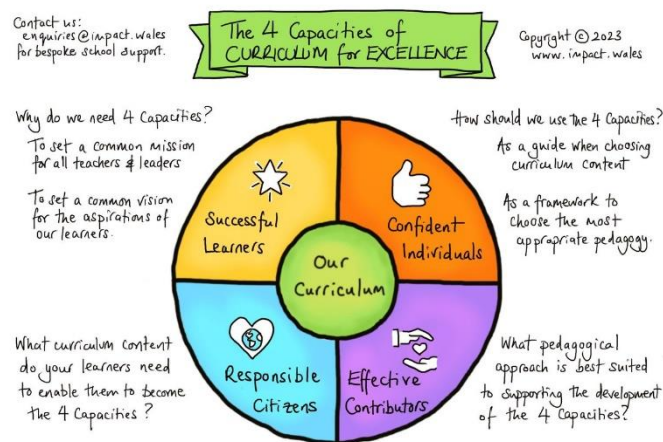 Contact us:
enquiries@impact.wales
for bespoke school support.
The 4 Capacities of
CURRICULUM for EXCELLENCE
Copyright © 2023
www.impact.wales
Why do we need 4 Capacities?
To set a common mission
for all teachers & leaders
To set a common vision
for the aspirations of
our learners.
How should we use the 4 Capacities?
As a guide when choosing
curriculum content
As a framework to
choose the most
appropriate pedagogy.
Successful
Learners
Confident
Individuals
Our
Curriculum
Responsible
Citizens
Effective
Contributors
What curriculum content
do your learners need
to enable them to become
the 4 Capacities?
What pedagogical
approach is best suited
to supporting the development
of the 4 Capacities?